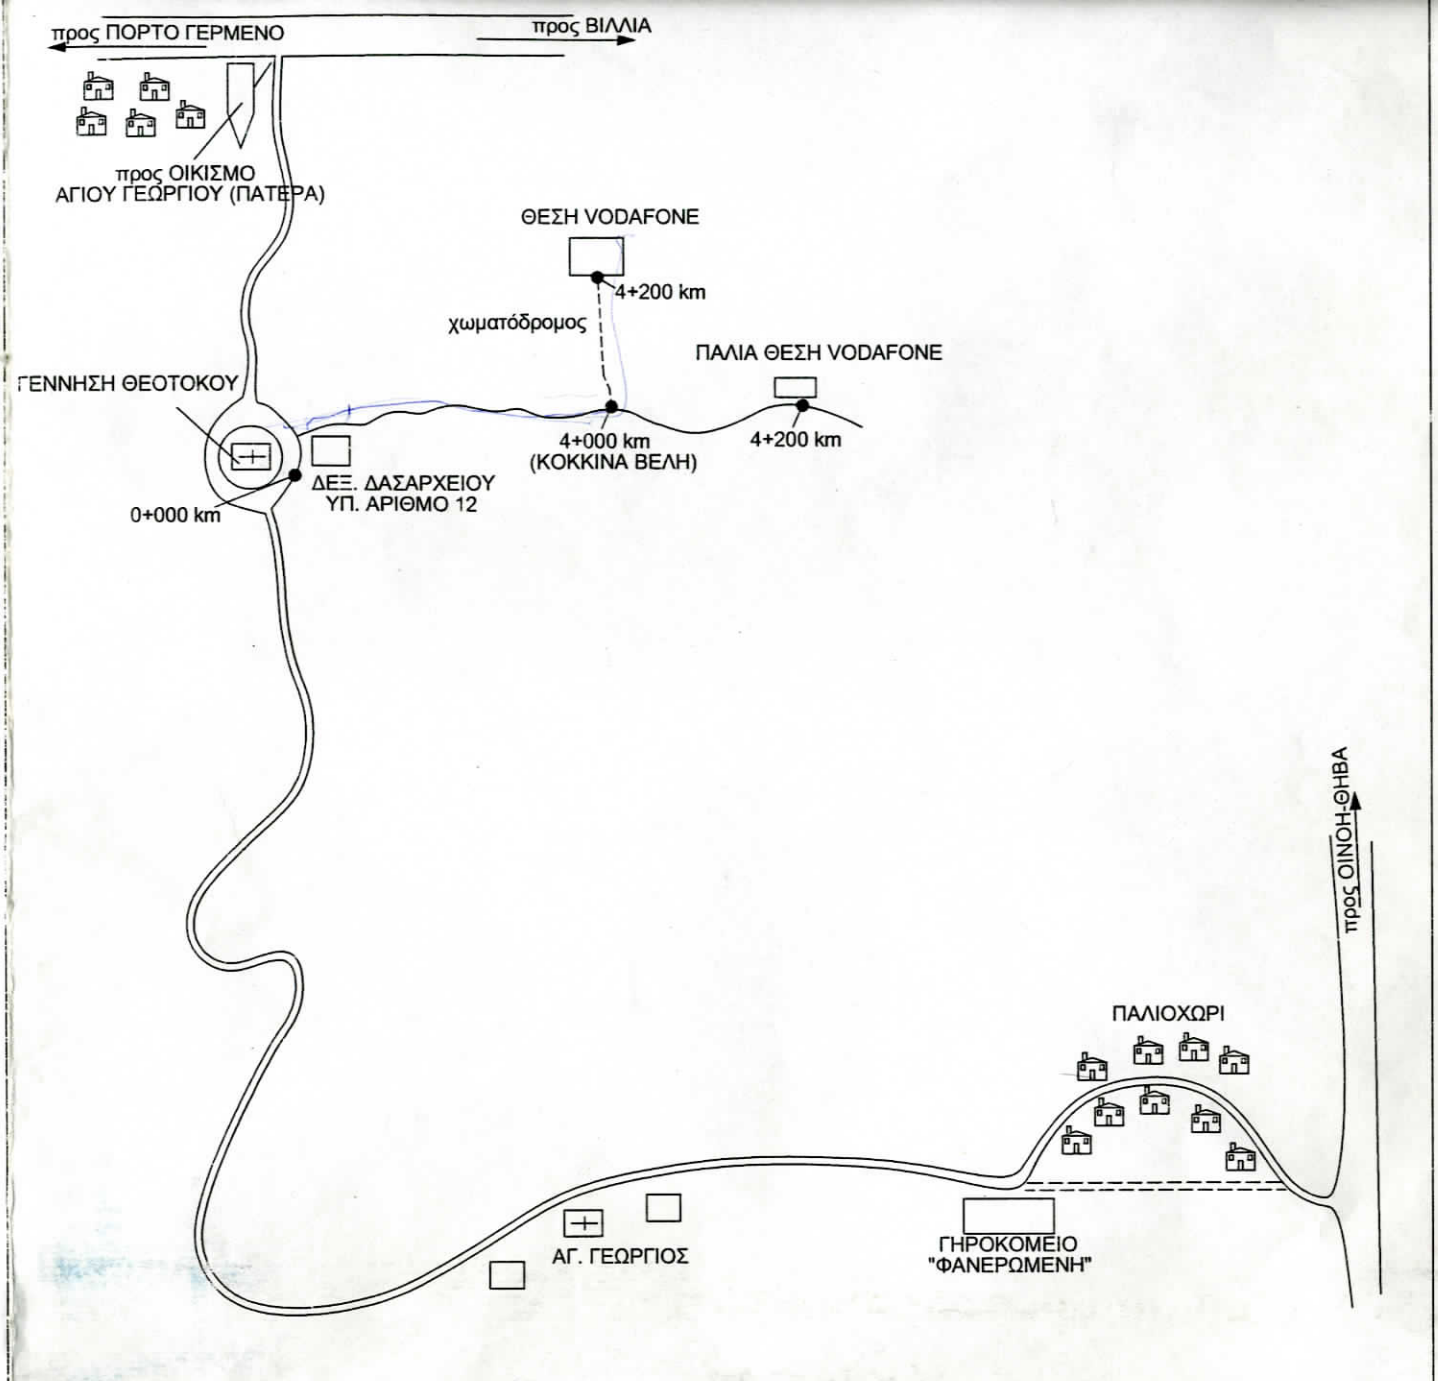 προς ΠΟΡΤΟ ΓΕΡΜΕΝΟ
προς ΒΙΛΛΙΑ
προς ΟΙΚΙΣΜΟ
ΑΓΙΟΥ ΓΕΩΡΓΙΟΥ (ΠΑΤΕΡΑ)
ΘΕΣΗ VODAFONE
4+200 km
χωματόδρομος
ΠΑΛΙΑ ΘΕΣΗ VODAFONE
4+200 km
ΓΕΝΝΗΣΗ ΘΕΟΤΟΚΟΥ
4+000 km
(ΚΟΚΚΙΝΑ ΒΕΛΗ)
ΔΕΞ. ΔΑΣΑΡΧΕΙΟΥ
ΥΠ. ΑΡΙΘΜΟ 12
0+000 km
προς ΟΙΝΟΗ-ΘΗΒΑ
ΠΑΛΙΟΧΩΡΙ
ΑΓ. ΓΕΩΡΓΙΟΣ
ΓΗΡΟΚΟΜΕΙΟ
"ΦΑΝΕΡΩΜΕΝΗ"